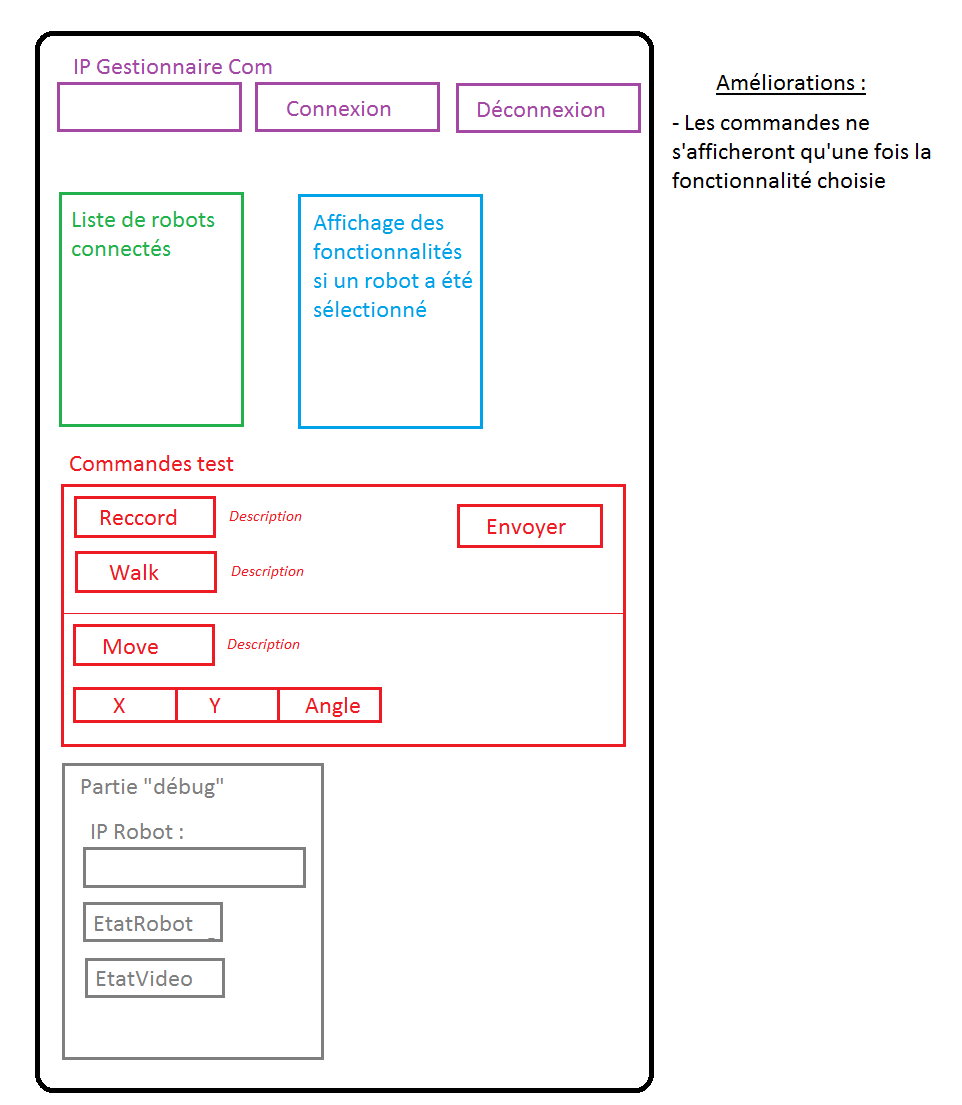 IP Gestionnaire Com
Connexion
Déconnexion
Améliorations :
- Les commandes ne
s'afficheront qu'une fois la
fonctionnalité choisie
Liste de robots
connectés
Affichage des
fonctionnalités
si un robot a été
sélectionné
Commandes test
Reccord
Description
Envoyer
Walk
Description
Move
Description
X
Y
Angle
Partie "débug"
IP Robot :
EtatRobot
EtatVideo